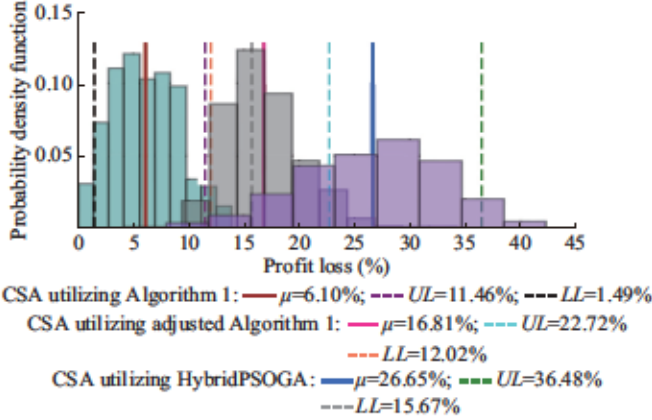 0.15
0.10
0.05
Probability density function
0 5 10 15 20 25 30 35 40 45
Profit loss (%)
CSA utilizing Algorithm 1: μ=6.10%; UL=11.46%; LL=1.49%
CSA utilizing adjusted Algorithm 1: μ=16.81%; UL=22.72%
LL=12.02%
CSA utilizing HybridPSOGA: μ=26.65%; UL=36.48%
LL=15.67%